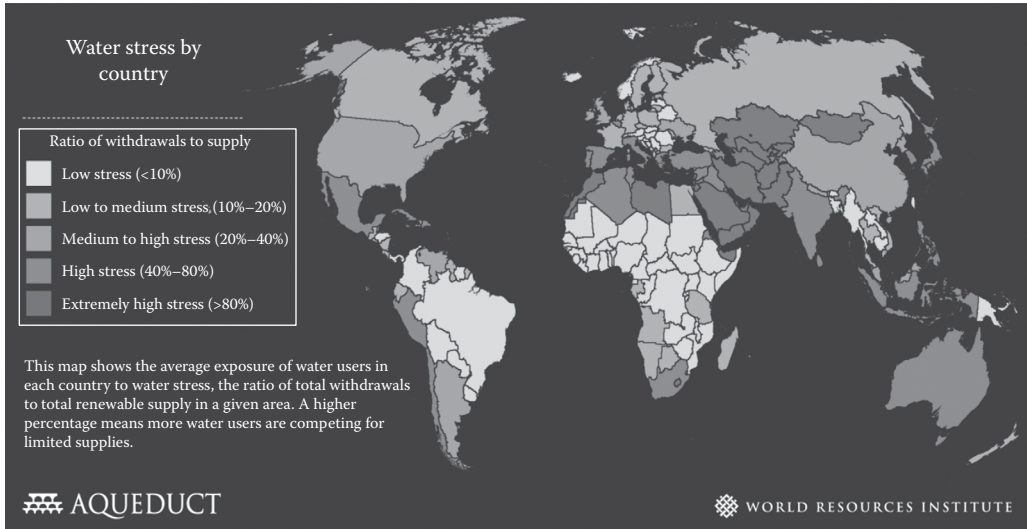 Water stress by
country
Ratio of withdrawals to supply
Low stress (<10%)
Low to medium stress, (10%–20%)
Medium to high stress (20%–40%)
High stress (40%–80%)
Extremely high stress (>80%)
This map shows the average exposure of water users in
each country to water stress, the ratio of total withdrawals
to total renewable supply in a given area. A higher
percentage means more water users are competing for
limited supplies.
AQUEDUCT
WORLD RESOURCES INSTITUTE